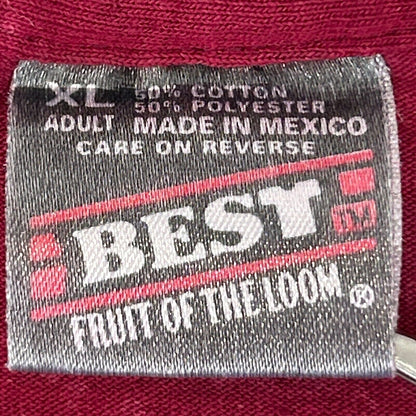 XL 50% COTTON
50% POLYESTER
ADULT MADE IN MEXICO
CARE ON REVERSE
BEST
FRUIT OF THE LOOM ®